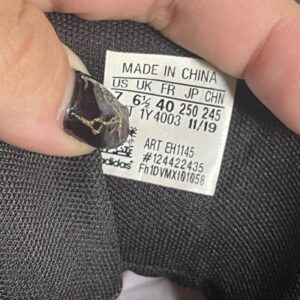 MADE IN CHINA
US UK FR JP CHN
7 6½ 40 250 245
1Y4003 11/19
ART EH1145
#124422435
adidas